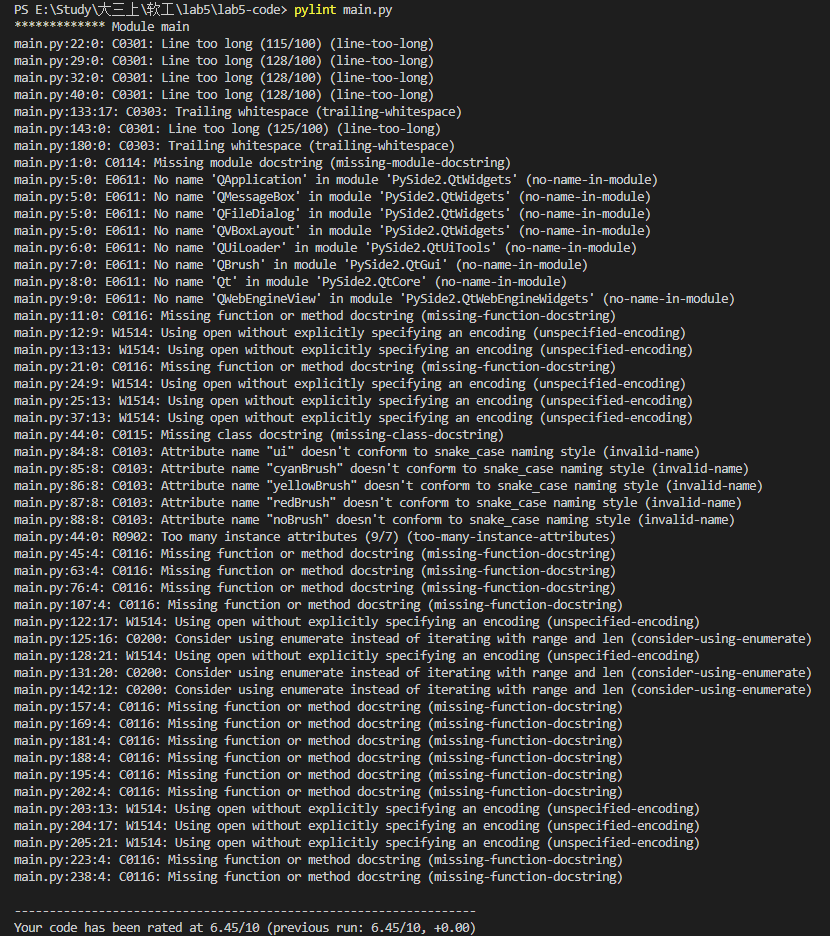 PS E:\Study\大三上\软工\lab5\lab5-code> pylint main.py
************* Module main
main.py:22:0: C0301: Line too long (115/100) (line-too-long)
main.py:29:0: C0301: Line too long (128/100) (line-too-long)
main.py:32:0: C0301: Line too long (128/100) (line-too-long)
main.py:40:0: C0301: Line too long (128/100) (line-too-long)
main.py:133:17: C0303: Trailing whitespace (trailing-whitespace)
main.py:143:0: C0301: Line too long (125/100) (line-too-long)
main.py:180:0: C0303: Trailing whitespace (trailing-whitespace)
main.py:1:0: C0114: Missing module docstring (missing-module-docstring)
main.py:5:0: E0611: No name 'QApplication' in module 'PySide2.QtWidgets' (no-name-in-module)
main.py:5:0: E0611: No name 'QMessageBox' in module 'PySide2.QtWidgets' (no-name-in-module)
main.py:5:0: E0611: No name 'QFileDialog' in module 'PySide2.QtWidgets' (no-name-in-module)
main.py:5:0: E0611: No name 'QVBoxLayout' in module 'PySide2.QtWidgets' (no-name-in-module)
main.py:6:0: E0611: No name 'QUiLoader' in module 'PySide2.QtUiTools' (no-name-in-module)
main.py:7:0: E0611: No name 'QBrush' in module 'PySide2.QtGui' (no-name-in-module)
main.py:8:0: E0611: No name 'Qt' in module 'PySide2.QtCore' (no-name-in-module)
main.py:9:0: E0611: No name 'QWebEngineView' in module 'PySide2.QtWebEngineWidgets' (no-name-in-module)
main.py:11:0: C0116: Missing function or method docstring (missing-function-docstring)
main.py:12:9: W1514: Using open without explicitly specifying an encoding (unspecified-encoding)
main.py:13:13: W1514: Using open without explicitly specifying an encoding (unspecified-encoding)
main.py:21:0: C0116: Missing function or method docstring (missing-function-docstring)
main.py:24:9: W1514: Using open without explicitly specifying an encoding (unspecified-encoding)
main.py:25:13: W1514: Using open without explicitly specifying an encoding (unspecified-encoding)
main.py:37:13: W1514: Using open without explicitly specifying an encoding (unspecified-encoding)
main.py:44:0: C0115: Missing class docstring (missing-class-docstring)
main.py:84:8: C0103: Attribute name "ui" doesn't conform to snake_case naming style (invalid-name)
main.py:85:8: C0103: Attribute name "cyanBrush" doesn't conform to snake_case naming style (invalid-name)
main.py:86:8: C0103: Attribute name "yellowBrush" doesn't conform to snake_case naming style (invalid-name)
main.py:87:8: C0103: Attribute name "redBrush" doesn't conform to snake_case naming style (invalid-name)
main.py:88:8: C0103: Attribute name "noBrush" doesn't conform to snake_case naming style (invalid-name)
main.py:44:0: R0902: Too many instance attributes (9/7) (too-many-instance-attributes)
main.py:45:4: C0116: Missing function or method docstring (missing-function-docstring)
main.py:63:4: C0116: Missing function or method docstring (missing-function-docstring)
main.py:76:4: C0116: Missing function or method docstring (missing-function-docstring)
main.py:107:4: C0116: Missing function or method docstring (missing-function-docstring)
main.py:122:17: W1514: Using open without explicitly specifying an encoding (unspecified-encoding)
main.py:125:16: C0200: Consider using enumerate instead of iterating with range and len (consider-using-enumerate)
main.py:128:21: W1514: Using open without explicitly specifying an encoding (unspecified-encoding)
main.py:131:20: C0200: Consider using enumerate instead of iterating with range and len (consider-using-enumerate)
main.py:142:12: C0200: Consider using enumerate instead of iterating with range and len (consider-using-enumerate)
main.py:157:4: C0116: Missing function or method docstring (missing-function-docstring)
main.py:169:4: C0116: Missing function or method docstring (missing-function-docstring)
main.py:181:4: C0116: Missing function or method docstring (missing-function-docstring)
main.py:188:4: C0116: Missing function or method docstring (missing-function-docstring)
main.py:195:4: C0116: Missing function or method docstring (missing-function-docstring)
main.py:202:4: C0116: Missing function or method docstring (missing-function-docstring)
main.py:203:13: W1514: Using open without explicitly specifying an encoding (unspecified-encoding)
main.py:204:17: W1514: Using open without explicitly specifying an encoding (unspecified-encoding)
main.py:205:21: W1514: Using open without explicitly specifying an encoding (unspecified-encoding)
main.py:223:4: C0116: Missing function or method docstring (missing-function-docstring)
main.py:238:4: C0116: Missing function or method docstring (missing-function-docstring)
------------------------------------------------------------------
Your code has been rated at 6.45/10 (previous run: 6.45/10, +0.00)